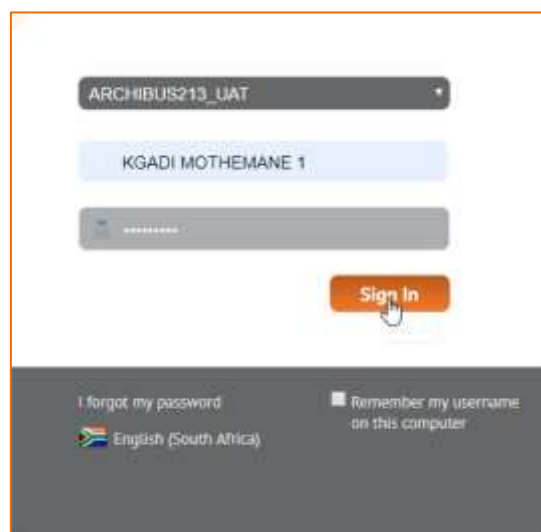 ARCHIBUS213_UAT
KGADI MOTHEMANE 1
•••••••••
Sign In
I forgot my password
Remember my username
on this computer
English (South Africa)